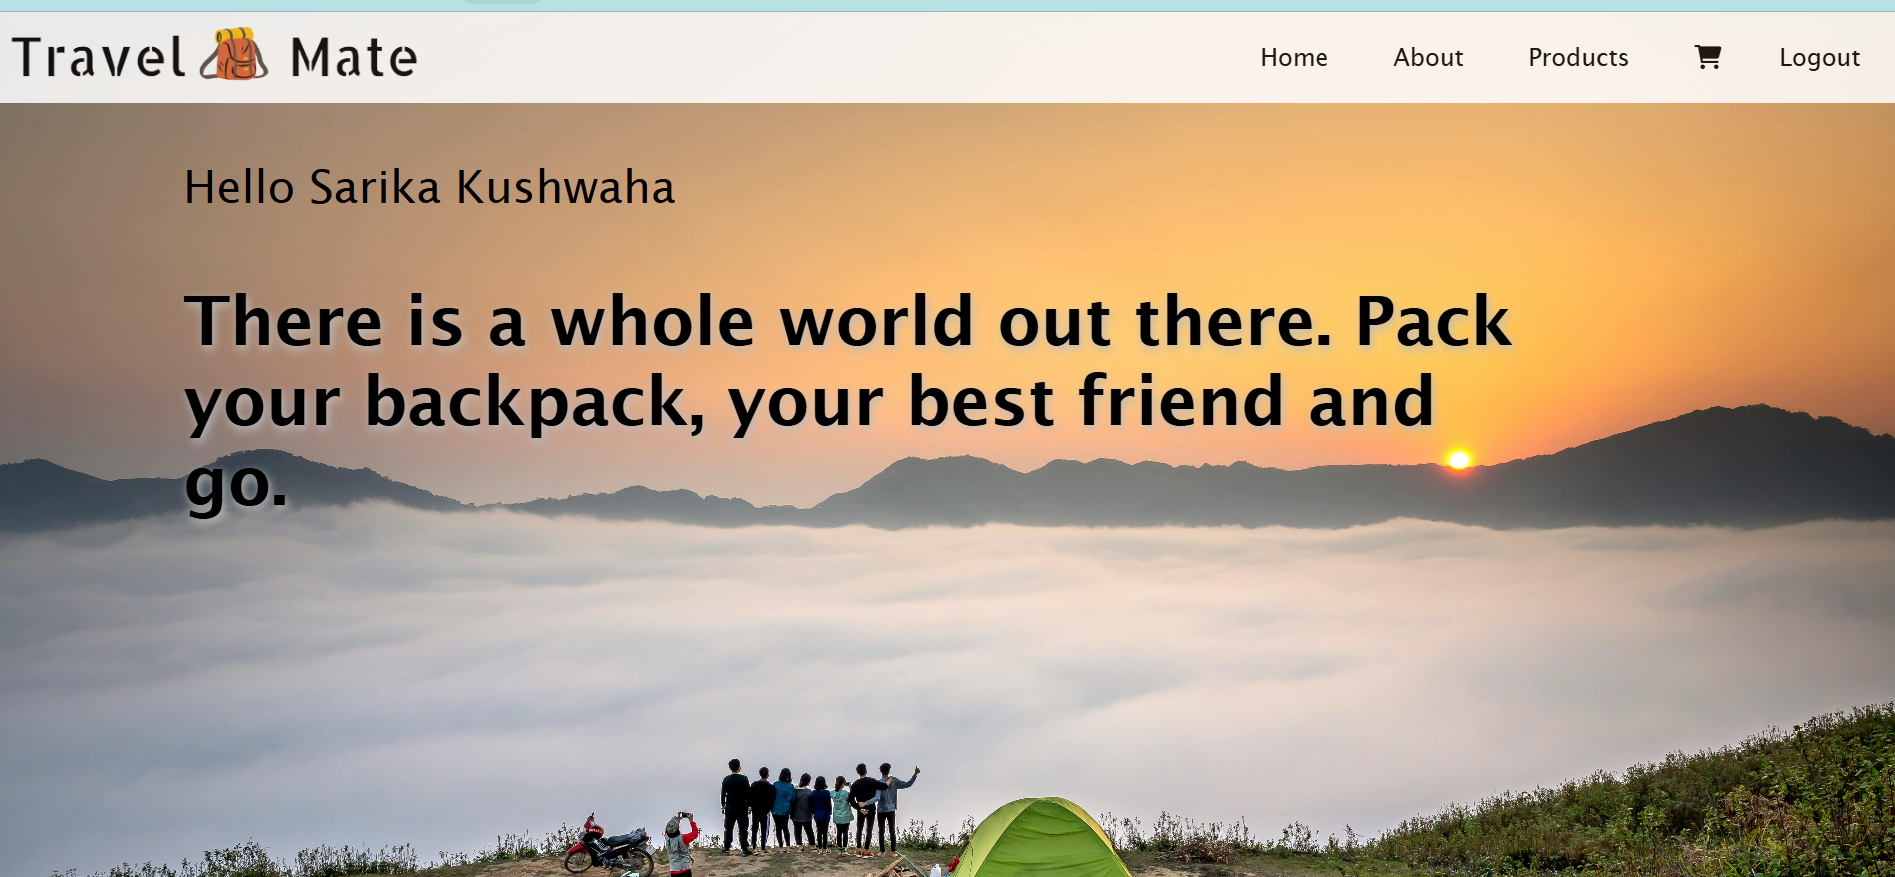 Travel Mate
Home About Products Logout
Hello Sarika Kushwaha
There is a whole world out there. Pack
your backpack, your best friend and
go.